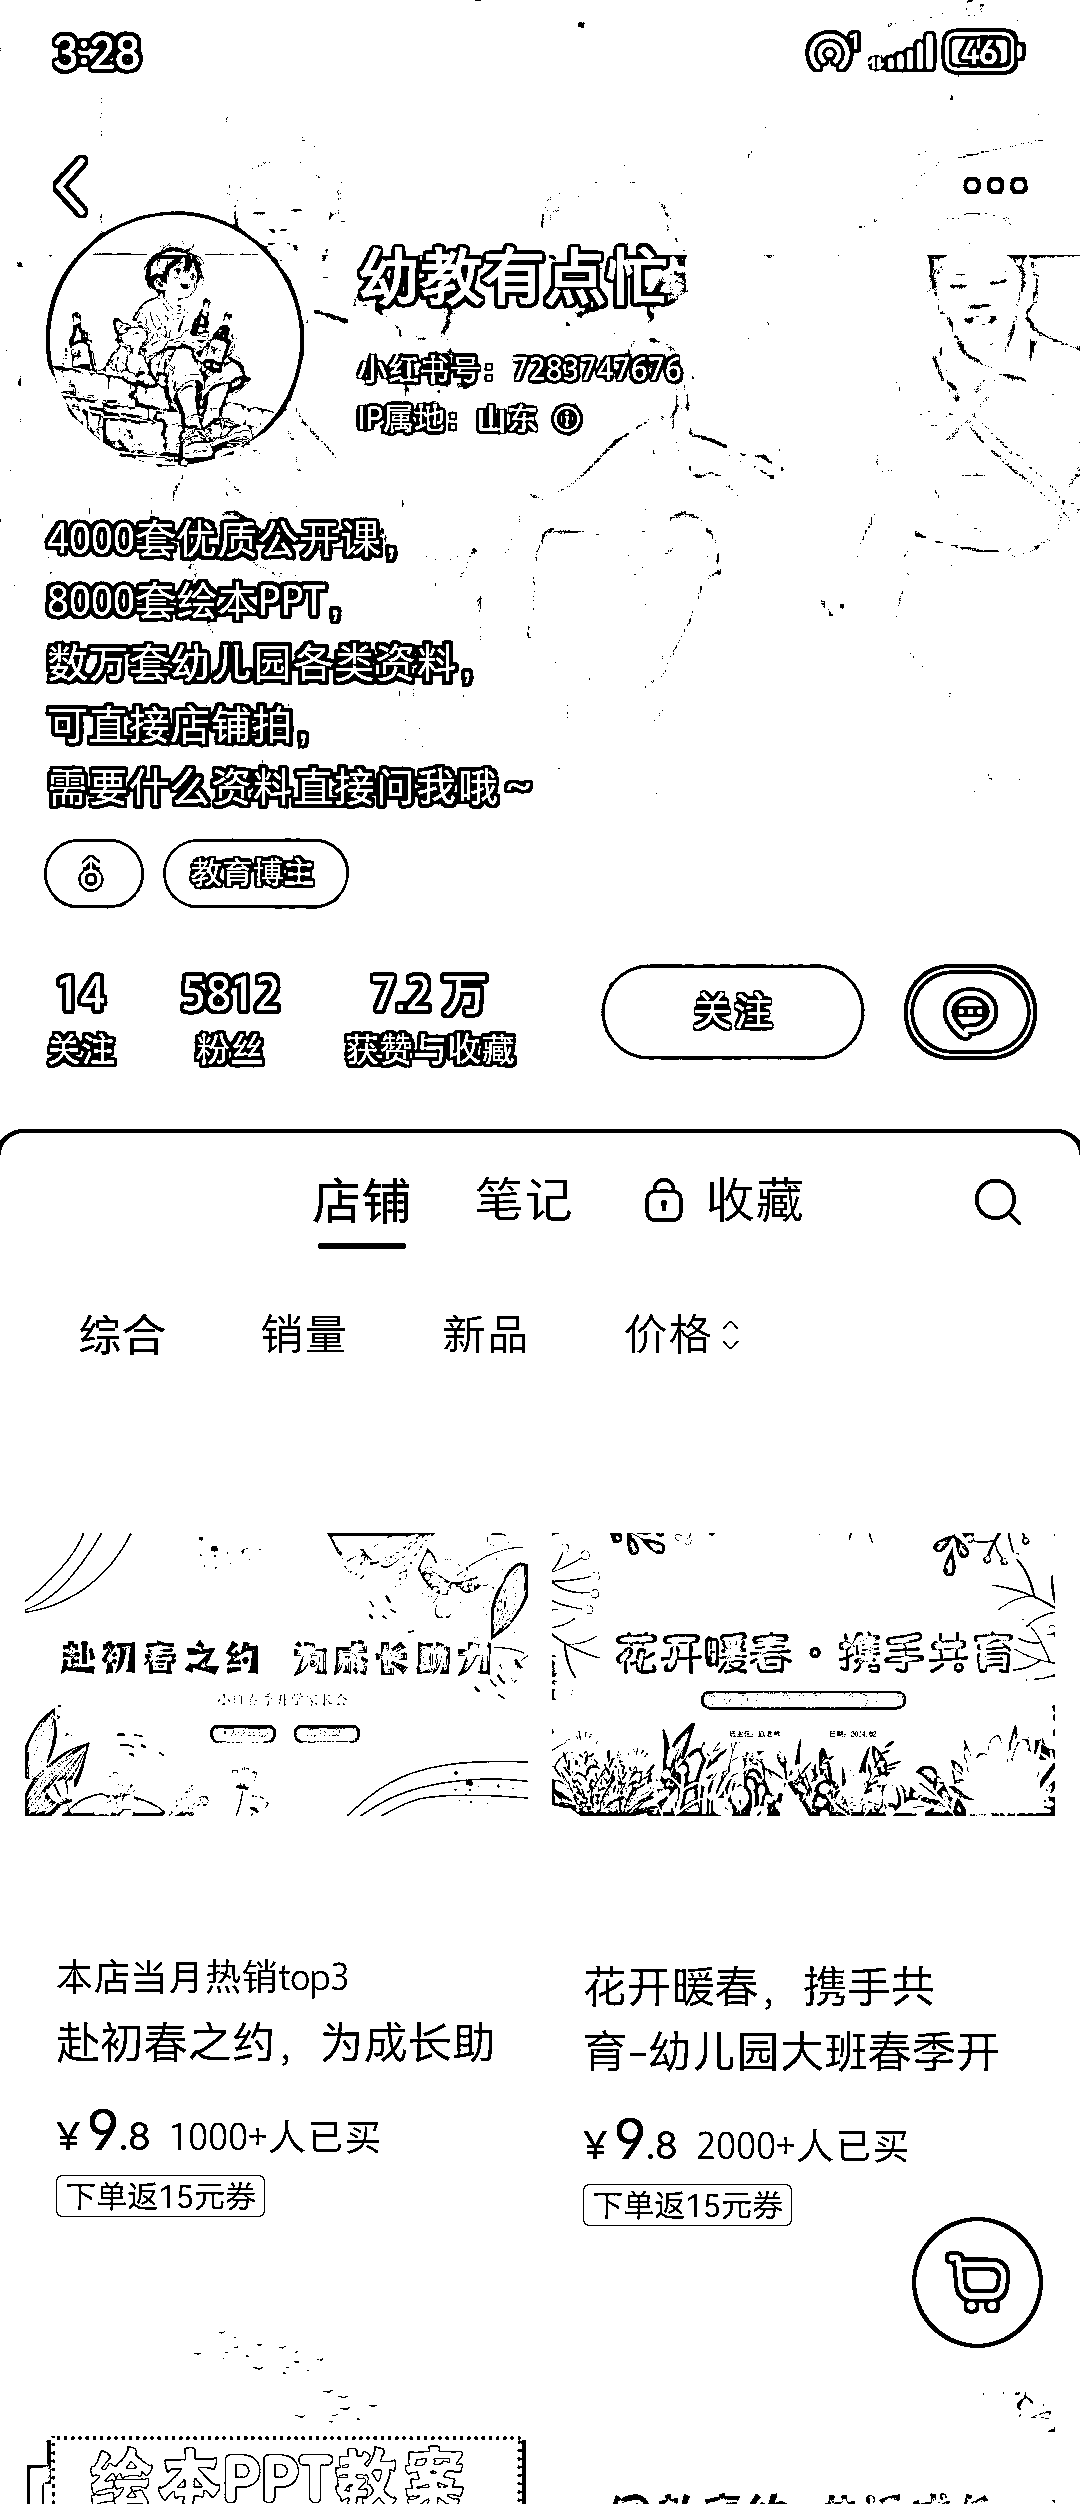 3:28
46
幼教有点忙
小红书号：7283747676
IP属地：山东
4000套优质公开课，
8000套绘本PPT，
数万套幼儿园各类资料，
可直接店铺拍，
需要什么资料直接问我哦~
教育博主
14 5812 7.2万
关注 粉丝 获赞与收藏
关注
店铺 笔记 收藏
综合 销量 新品 价格
赴初春之约 为成长助力
花开暖春·携手共育
本店当月热销top3
赴初春之约，为成长助
¥9.8 1000+人已买
下单返15元券
花开暖春，携手共
育-幼儿园大班春季开
¥9.8 2000+人已买
下单返15元券
绘本PPT教案